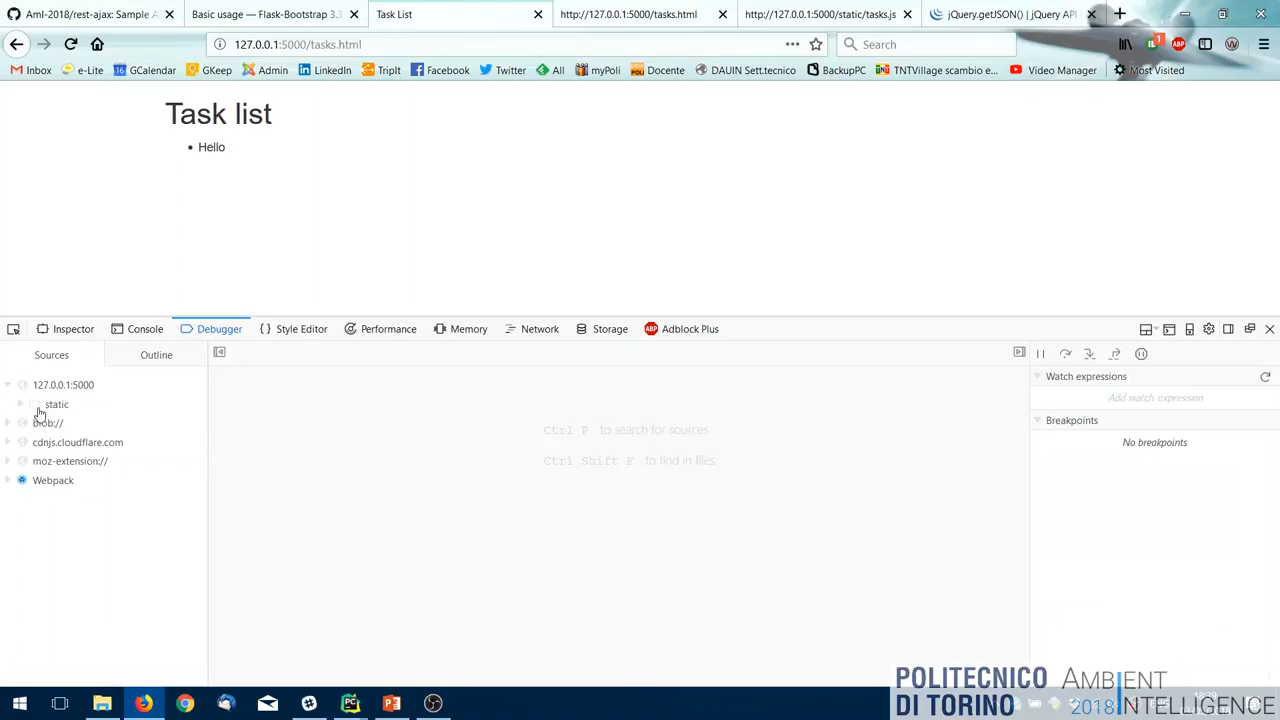 AmI-2018/rest-ajax: Sample A
Basic usage — Flask-Bootstrap 3.3
Task List
http://127.0.0.1:5000/tasks.html
http://127.0.0.1:5000/static/tasks.js
jQuery.getJSON() | jQuery API
127.0.0.1:5000/tasks.html
Search
1
ABP
Inbox
e-Lite
16 GCalendar
GKeep
Admin
LinkedIn
TripIt
Facebook
Twitter
All
myPoli
Docente
DAUIN Sett.tecnico
BackupPC
TNTVillage scambio e...
Video Manager
Most Visited
Task list
• Hello
Inspector
Console
Debugger
{ } Style Editor
Performance
Memory
Network
Storage
ABP Adblock Plus
Sources
Outline
127.0.0.1:5000
static
blob://
cdnjs.cloudflare.com
moz-extension://
Webpack
Ctrl P to search for sources
Ctrl Shift F to find in files
Watch expressions
Add watch expression
Breakpoints
No breakpoints
POLITECNICO
DI TORINO
AMBIENT
2018 INTELLIGENCE